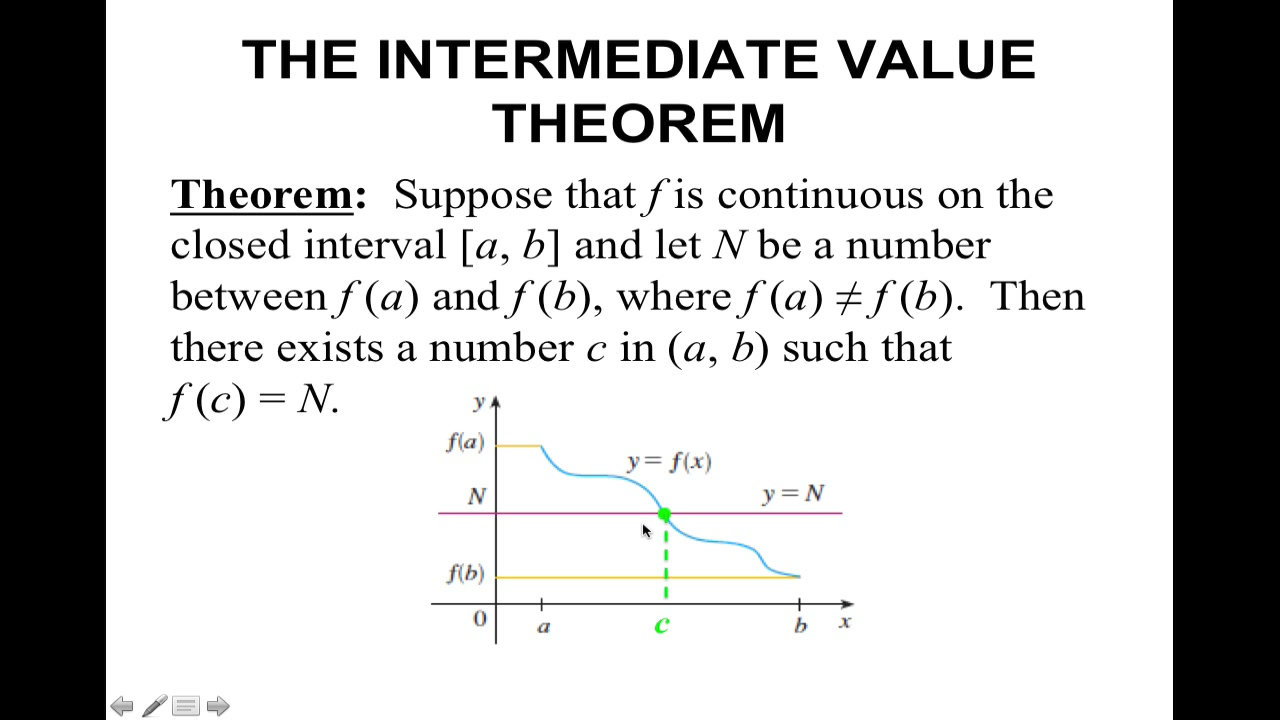 THE INTERMEDIATE VALUE
THEOREM
Theorem: Suppose that f is continuous on the
closed interval [a, b] and let N be a number
between f (a) and f (b), where f (a) ≠ f (b). Then
there exists a number c in (a, b) such that
f (c) = N.
y
f(a)
y = f(x)
N
y = N
f(b)
0
a
c
b
x